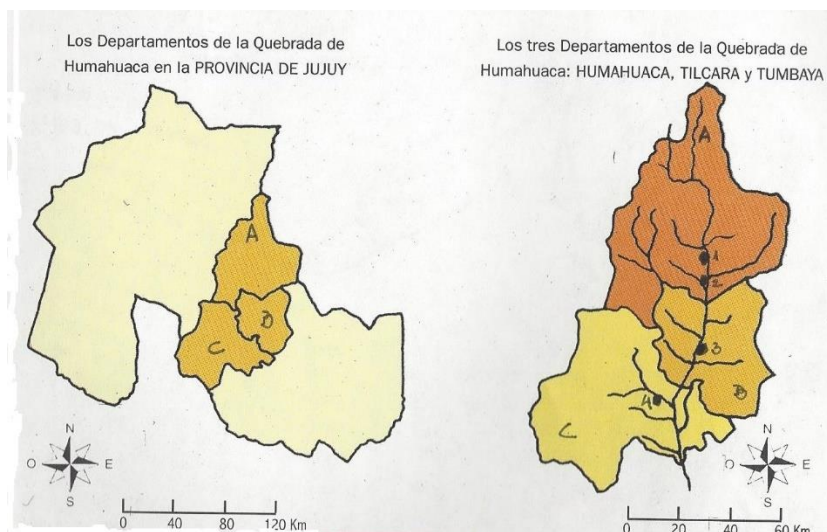 Los Departamentos de la Quebrada de
Humahuaca en la PROVINCIA DE JUJUY
A
B
C
N
O
E
S
0 40 80 120 Km
Los tres Departamentos de la Quebrada de
Humahuaca: HUMAHUACA, TILCARA y TUMBAYA
A
1
2
3
B
4
C
N
O
E
S
0 20 40 60 Km